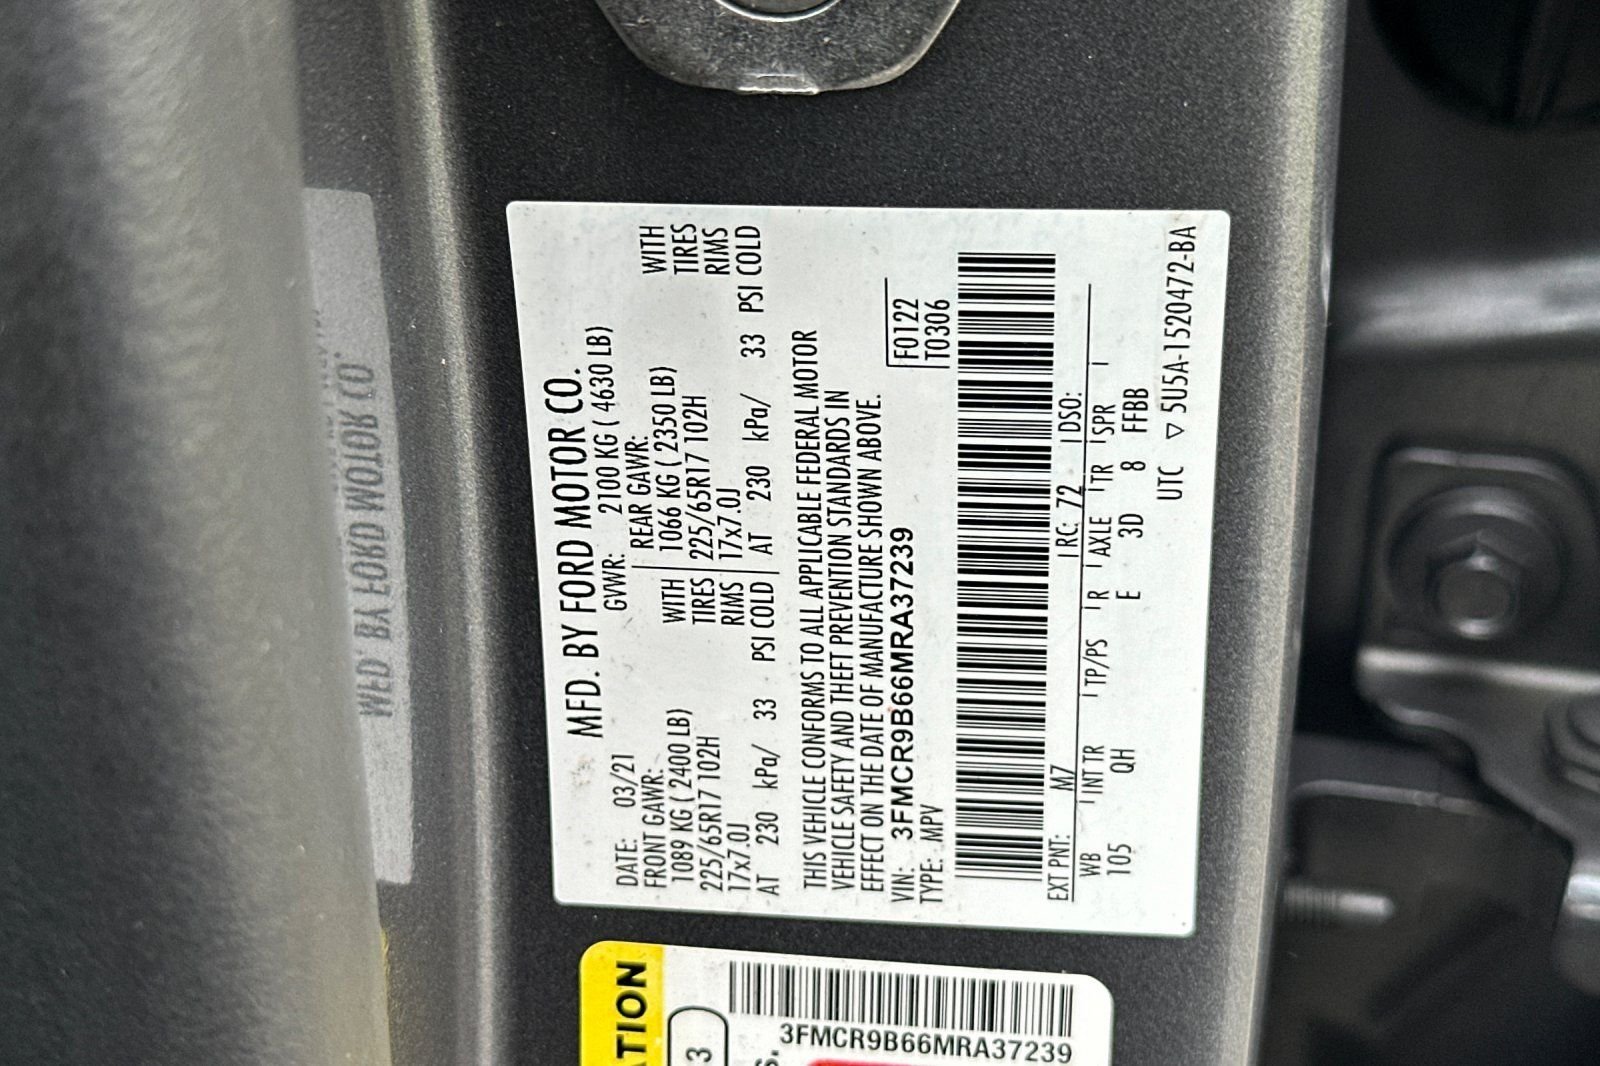 MFD. BY FORD MOTOR CO.
DATE: 03/21 GVWR: 2100 KG ( 4630 LB)
FRONT GAWR: REAR GAWR:
1089 KG ( 2400 LB) WITH 1066 KG ( 2350 LB) WITH
225/65R17 102H TIRES 225/65R17 102H TIRES
17x7.0J RIMS 17x7.0J RIMS
AT 230 kPa/ 33 PSI COLD AT 230 kPa/ 33 PSI COLD
THIS VEHICLE CONFORMS TO ALL APPLICABLE FEDERAL MOTOR
VEHICLE SAFETY AND THEFT PREVENTION STANDARDS IN
EFFECT ON THE DATE OF MANUFACTURE SHOWN ABOVE.
VIN: 3FMCR9B66MRA37239 F0122
TYPE: MPV T0306
EXT PNT: M7 RC: 72 DSO:
WB INT TR TP/PS R AXLE TR SPR
105 QH E 3D 8 FFBB
UTC ▽ 5U5A-1520472-BA
MFD. BY FORD MOTOR CO.
ATION
3
3FMCR9B66MRA37239